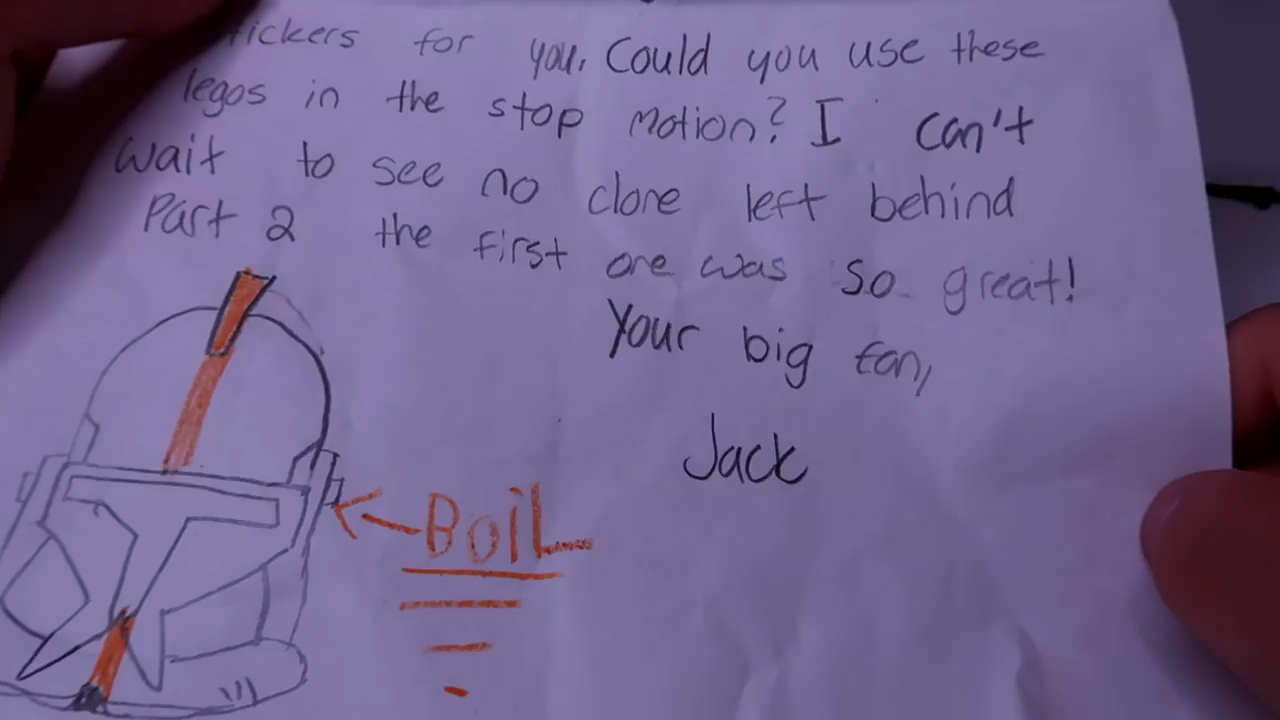 tickers for you. Could you use these
legos in the stop motion? I can't
wait to see no clone left behind
Part 2 the first one was so great!
Your big fan,
Jack
BoiL